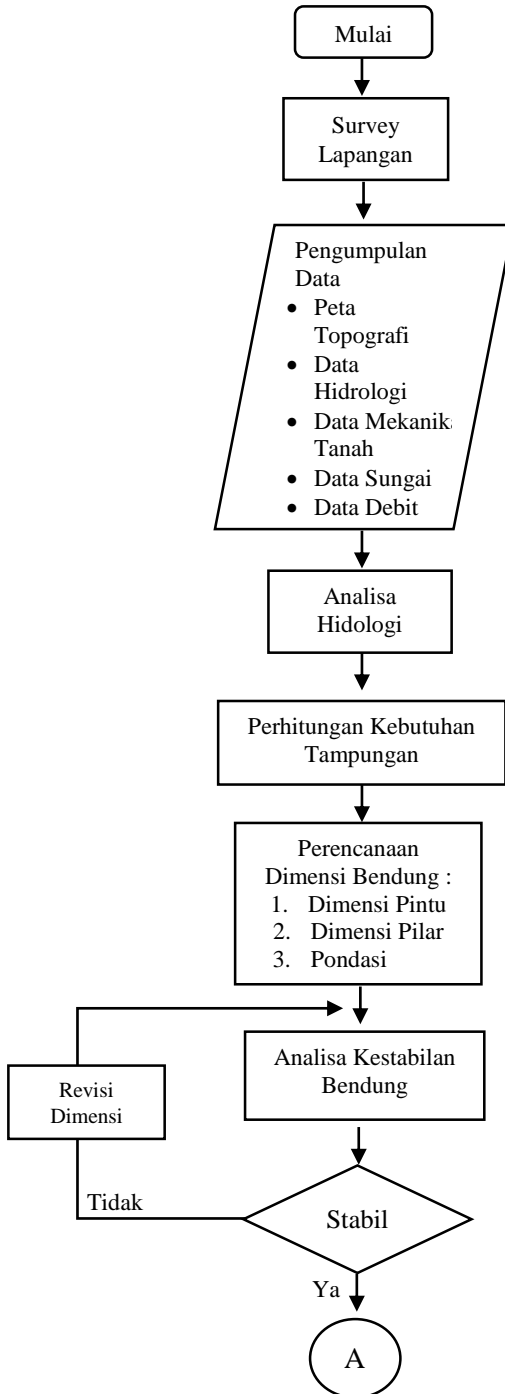 Mulai
Survey
Lapangan
Pengumpulan
Data
• Peta
Topografi
• Data
Hidrologi
• Data Mekanika
Tanah
• Data Sungai
• Data Debit
Analisa
Hidologi
Perhitungan Kebutuhan
Tampungan
Perencanaan
Dimensi Bendung :
1. Dimensi Pintu
2. Dimensi Pilar
3. Pondasi
Analisa Kestabilan
Bendung
Revisi
Dimensi
Tidak
Stabil
Ya
A